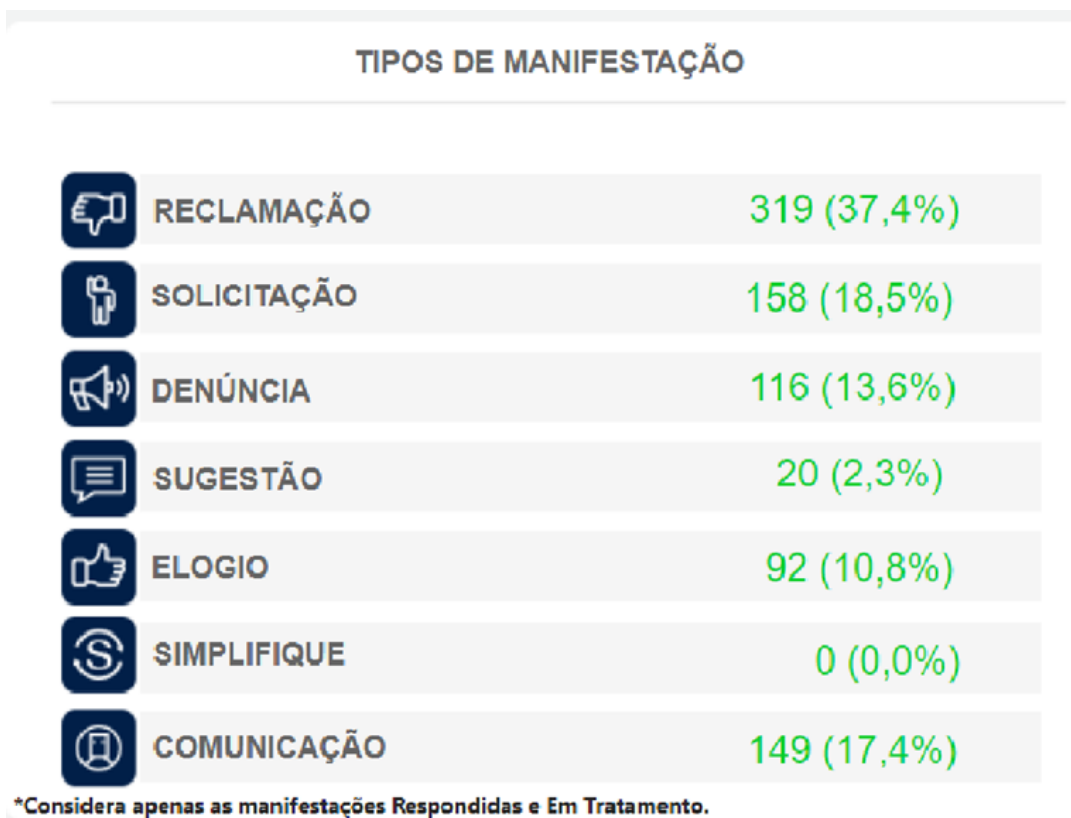 TIPOS DE MANIFESTAÇÃO
RECLAMAÇÃO 319 (37,4%)
SOLICITAÇÃO 158 (18,5%)
DENÚNCIA 116 (13,6%)
SUGESTÃO 20 (2,3%)
ELOGIO 92 (10,8%)
SIMPLIFIQUE 0 (0,0%)
COMUNICAÇÃO 149 (17,4%)
*Considera apenas as manifestações Respondidas e Em Tratamento.